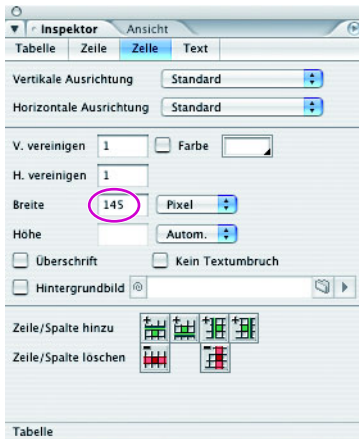 Inspektor Ansicht
Tabelle Zeile Zelle Text
Vertikale Ausrichtung Standard
Horizontale Ausrichtung Standard
V. vereinigen 1 Farbe
H. vereinigen 1
Breite 145 Pixel
Höhe Autom.
Überschrift Kein Textumbruch
Hintergrundbild
Zeile/Spalte hinzu
Zeile/Spalte löschen
Tabelle